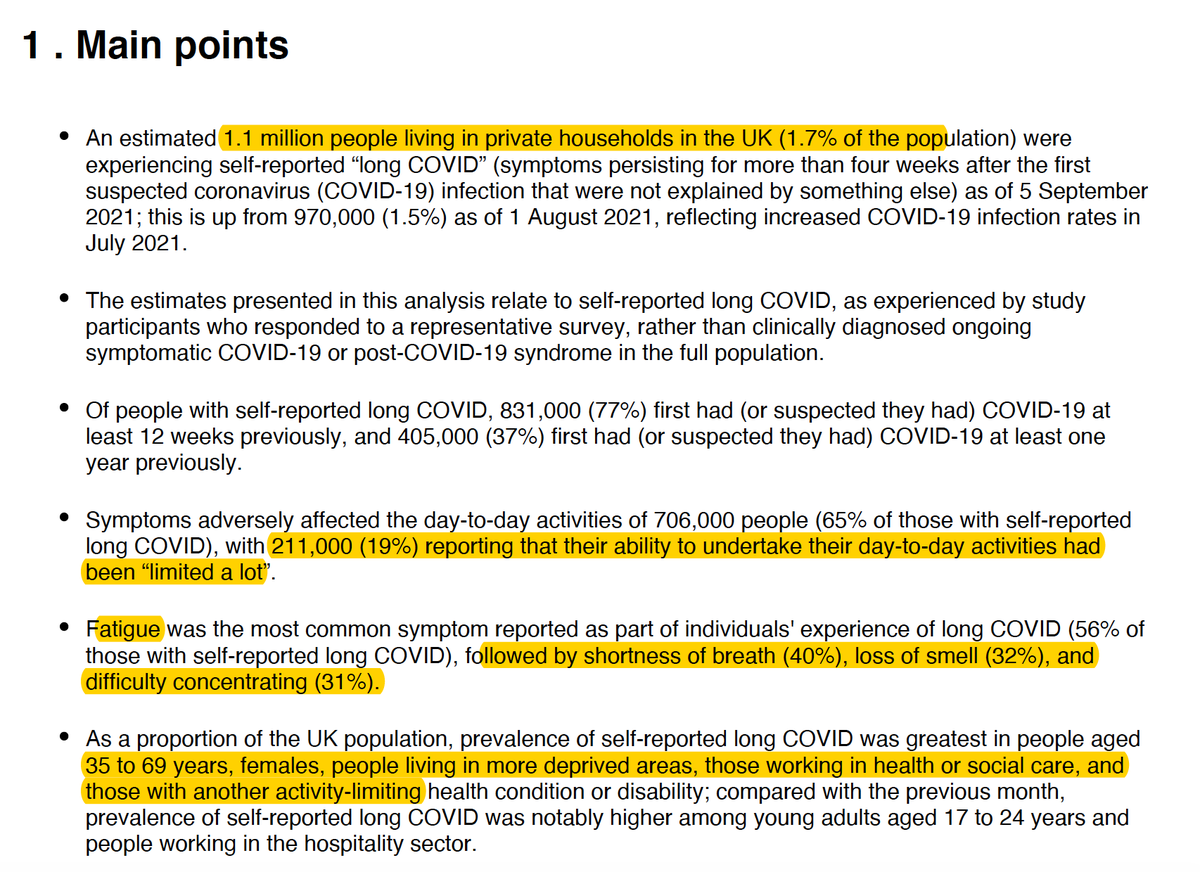 1 . Main points
• An estimated 1.1 million people living in private households in the UK (1.7% of the population) were
experiencing self-reported “long COVID” (symptoms persisting for more than four weeks after the first
suspected coronavirus (COVID-19) infection that were not explained by something else) as of 5 September
2021; this is up from 970,000 (1.5%) as of 1 August 2021, reflecting increased COVID-19 infection rates in
July 2021.
• The estimates presented in this analysis relate to self-reported long COVID, as experienced by study
participants who responded to a representative survey, rather than clinically diagnosed ongoing
symptomatic COVID-19 or post-COVID-19 syndrome in the full population.
• Of people with self-reported long COVID, 831,000 (77%) first had (or suspected they had) COVID-19 at
least 12 weeks previously, and 405,000 (37%) first had (or suspected they had) COVID-19 at least one
year previously.
• Symptoms adversely affected the day-to-day activities of 706,000 people (65% of those with self-reported
long COVID), with 211,000 (19%) reporting that their ability to undertake their day-to-day activities had
been “limited a lot”.
• Fatigue was the most common symptom reported as part of individuals' experience of long COVID (56% of
those with self-reported long COVID), followed by shortness of breath (40%), loss of smell (32%), and
difficulty concentrating (31%).
• As a proportion of the UK population, prevalence of self-reported long COVID was greatest in people aged
35 to 69 years, females, people living in more deprived areas, those working in health or social care, and
those with another activity-limiting health condition or disability; compared with the previous month,
prevalence of self-reported long COVID was notably higher among young adults aged 17 to 24 years and
people working in the hospitality sector.